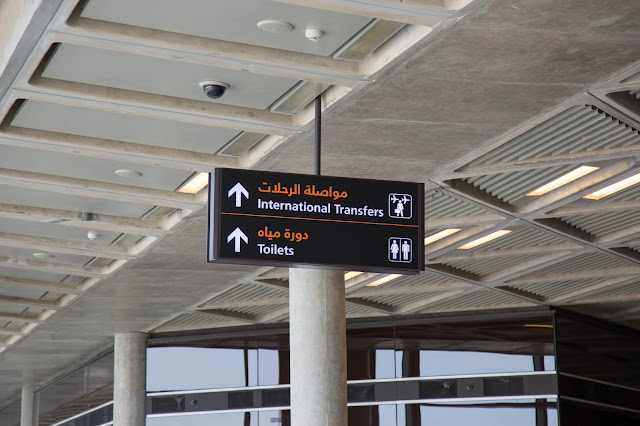 مواصلة الرحلات
International Transfers
دورة مياه
Toilets